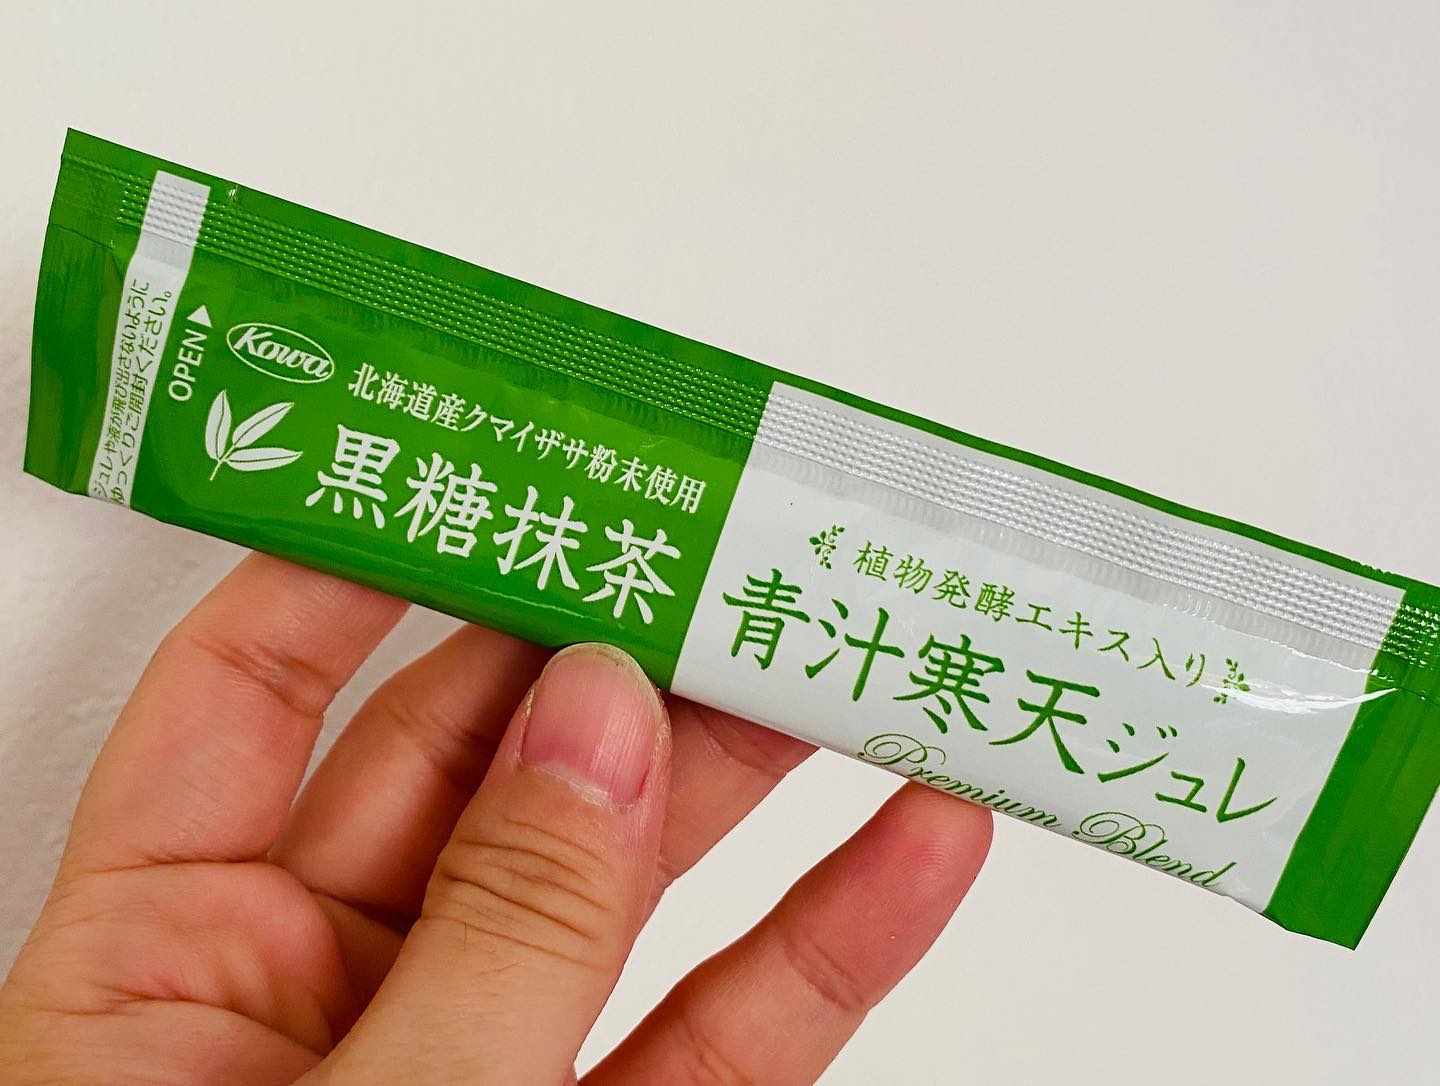 ジュレや液が飛び出さないように
ゆっくりご開封ください。
OPEN▶
Kowa
北海道産クマイザサ粉末使用
黒糖抹茶
植物発酵エキス入り
青汁寒天ジュレ
Premium Blend